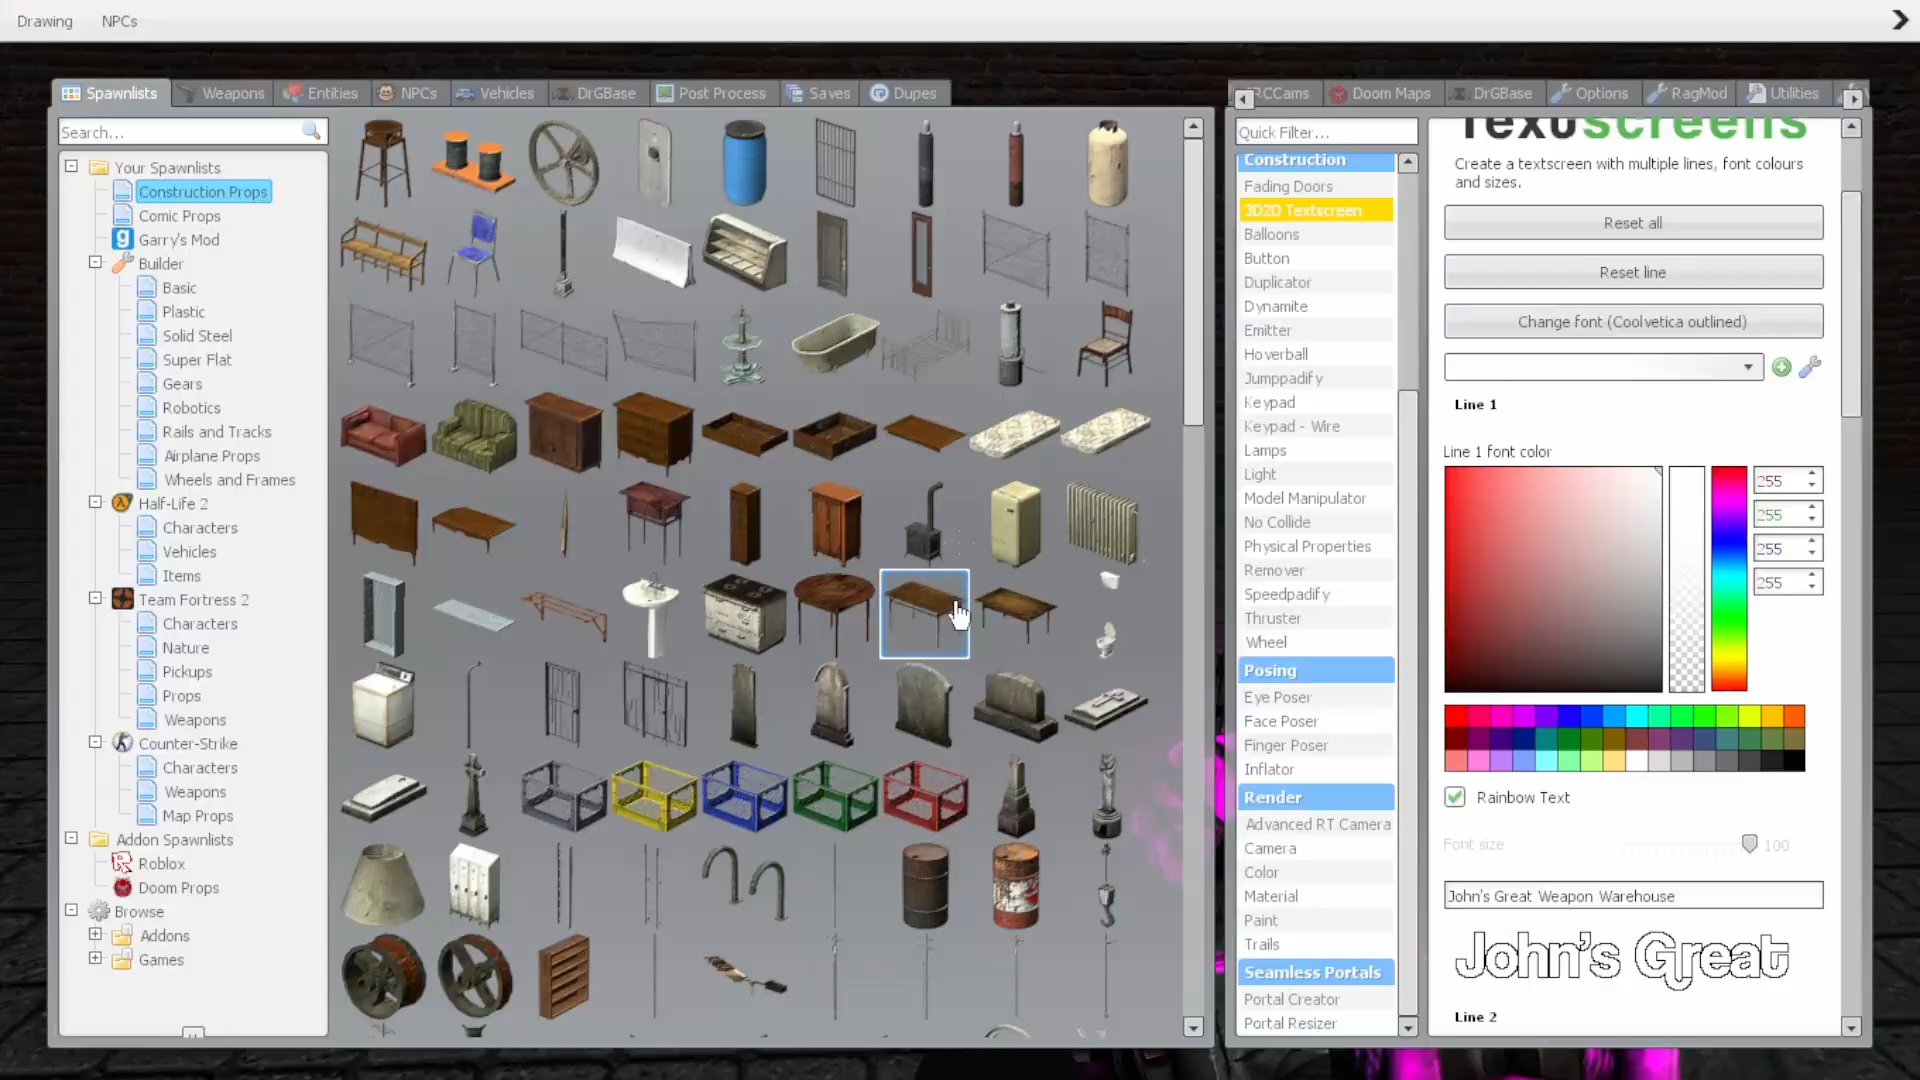 Drawing NPCs
Spawnlists Weapons Entities NPCs Vehicles DrGBase Post Process Saves Dupes
Search...
Your Spawnlists
Construction Props
Comic Props
Garry's Mod
Builder
Basic
Plastic
Solid Steel
Super Flat
Gears
Robotics
Rails and Tracks
Airplane Props
Wheels and Frames
Half-Life 2
Characters
Vehicles
Items
Team Fortress 2
Characters
Nature
Pickups
Props
Weapons
Counter-Strike
Characters
Weapons
Map Props
Addon Spawnlists
Roblox
Doom Props
Browse
Addons
Games
RCCams Doom Maps DrGBase Options RagMod Utilities
Quick Filter...
Construction
Fading Doors
3D2D Textscreen
Balloons
Button
Duplicator
Dynamite
Emitter
Hoverball
Jumppadify
Keypad
Keypad - Wire
Lamps
Light
Model Manipulator
No Collide
Physical Properties
Remover
Speedpadify
Thruster
Wheel
Posing
Eye Poser
Face Poser
Finger Poser
Inflator
Render
Advanced RT Camera
Camera
Color
Material
Paint
Trails
Seamless Portals
Portal Creator
Portal Resizer
Create a textscreen with multiple lines, font colours
and sizes.
Reset all
Reset line
Change font (Coolvetica outlined)
Line 1
Line 1 font color
255
255
255
255
Rainbow Text
Font size 100
John's Great Weapon Warehouse
John's Great
Line 2